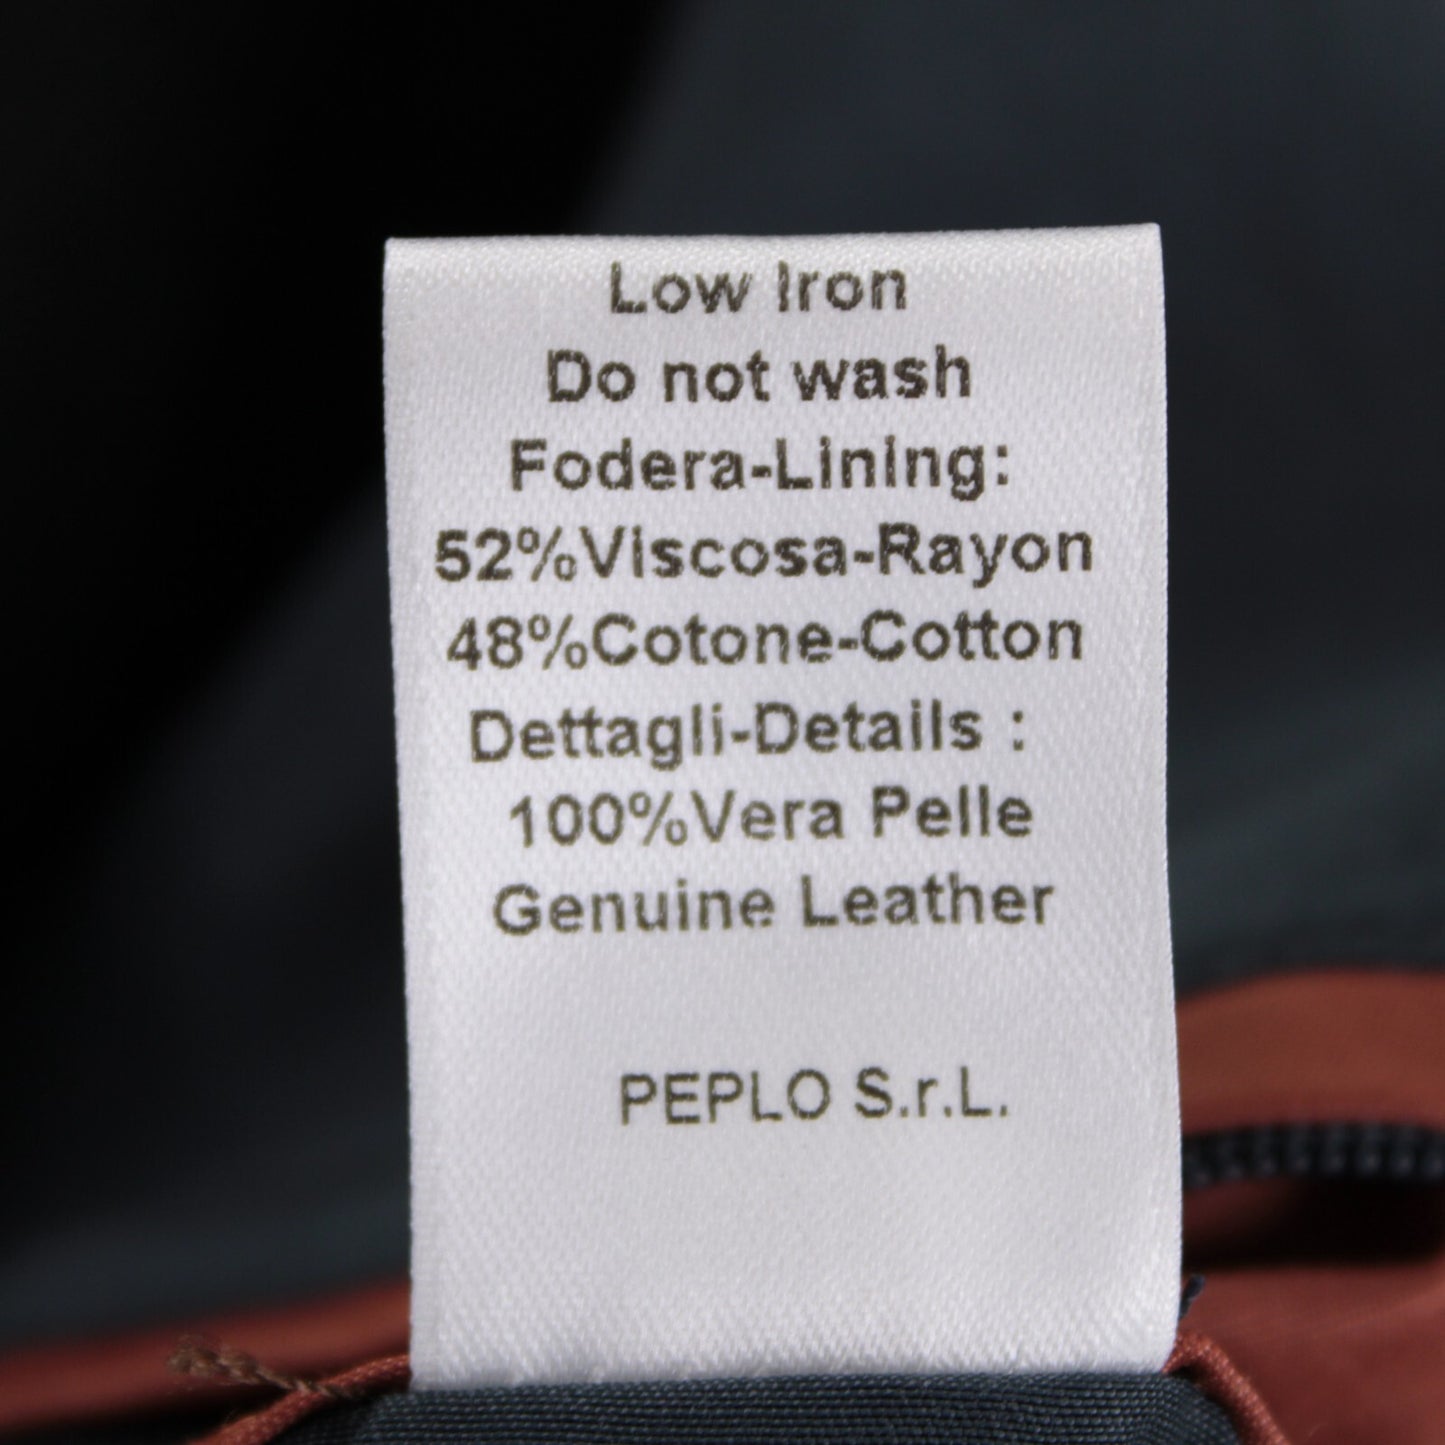 Low Iron
Do not wash
Fodera-Lining:
52%Viscosa-Rayon
48%Cotone-Cotton
Dettagli-Details :
100%Vera Pelle
Genuine Leather
PEPLO S.r.L.